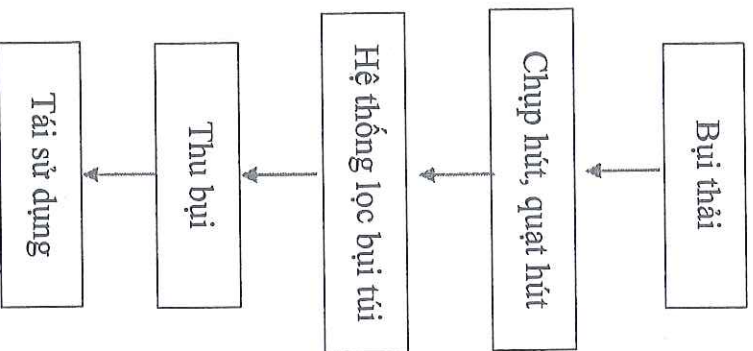 Bụi thải
Chụp hút, quạt hút
Hệ thống lọc bụi túi
Thu bụi
Tái sử dụng